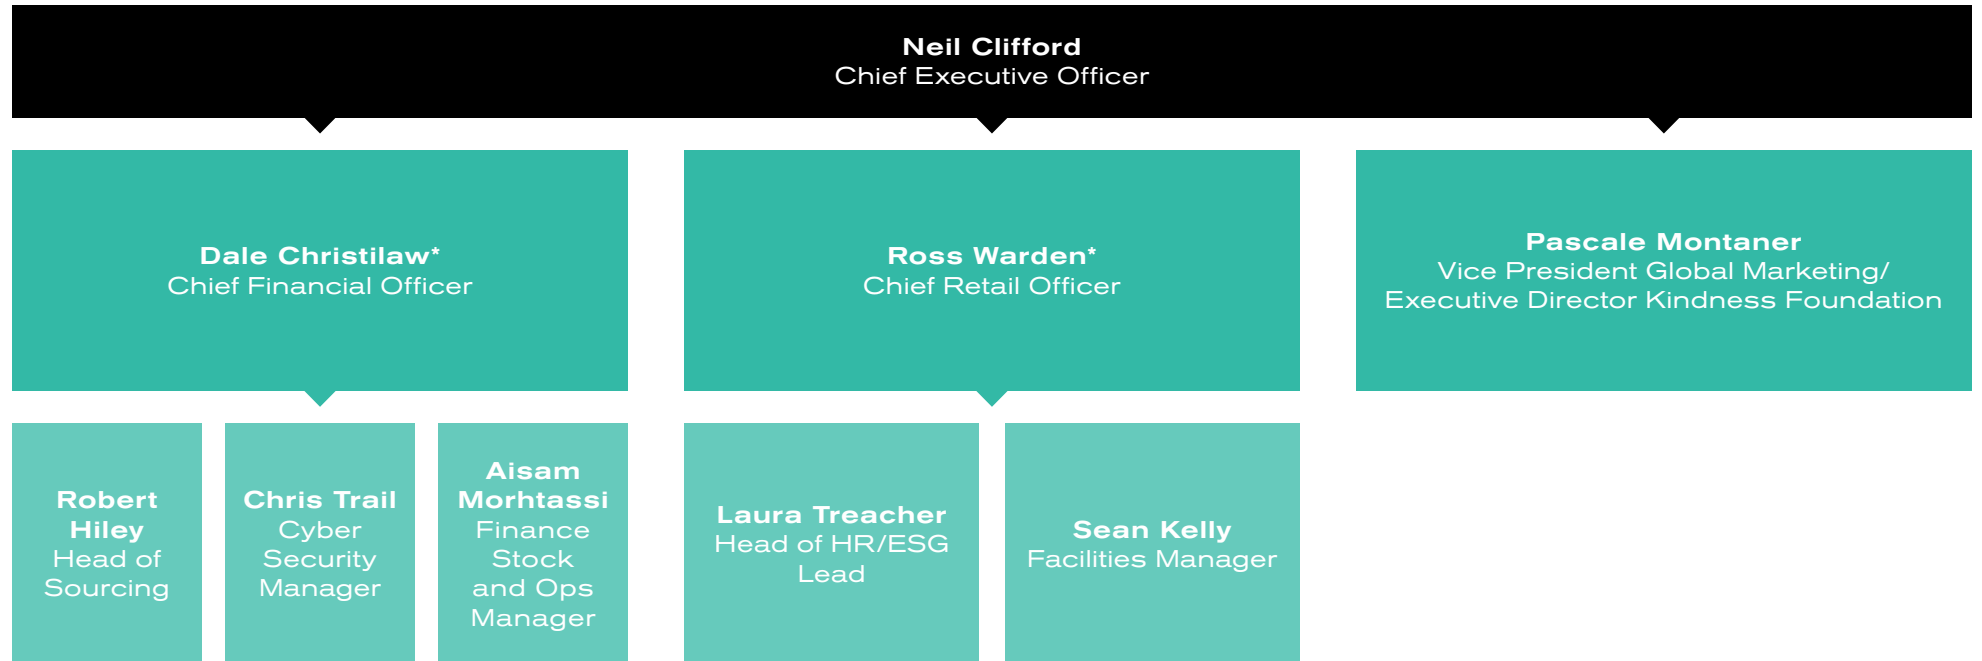 Neil Clifford
Chief Executive Officer
Dale Christilaw*
Chief Financial Officer
Ross Warden*
Chief Retail Officer
Pascale Montaner
Vice President Global Marketing/
Executive Director Kindness Foundation
Robert
Hiley
Head of
Sourcing
Chris Trail
Cyber
Security
Manager
Aisam
Morhtassi
Finance
Stock
and Ops
Manager
Laura Treacher
Head of HR/ESG
Lead
Sean Kelly
Facilities Manager